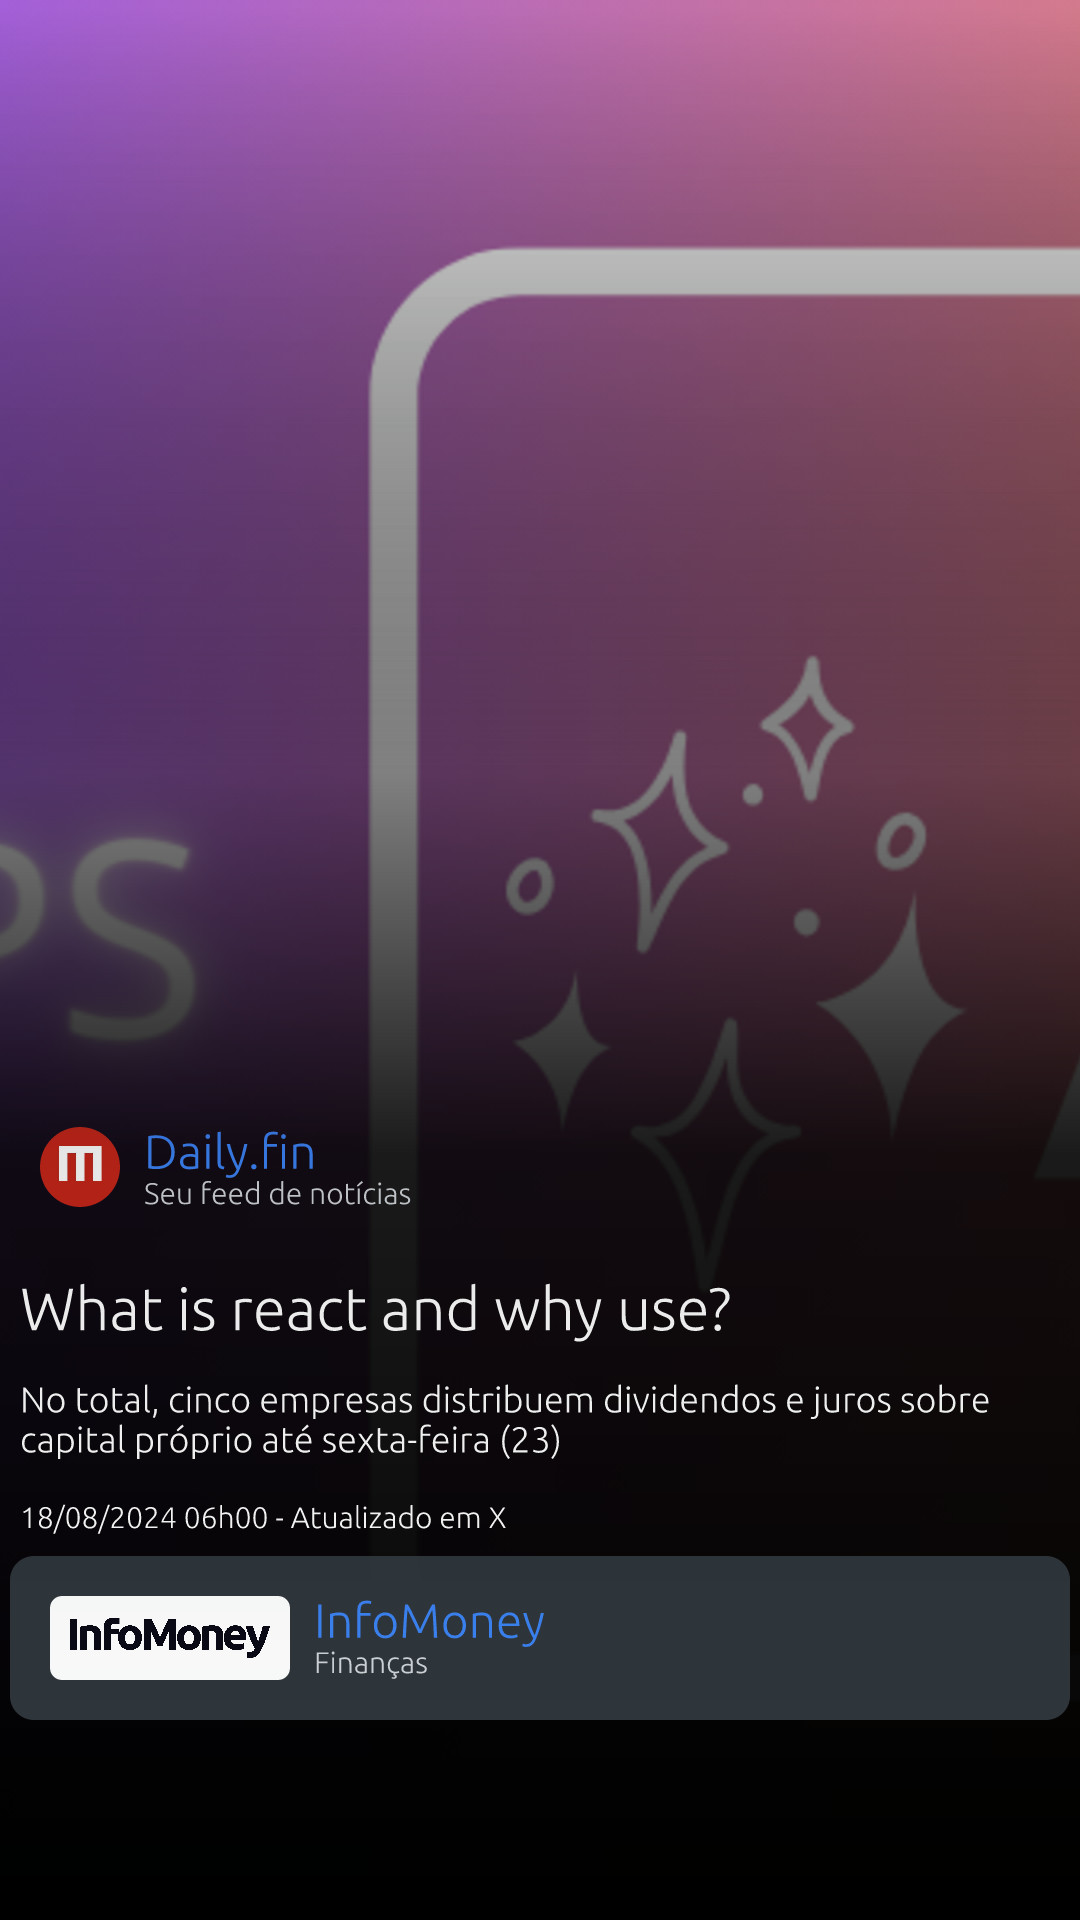 PS
m
Daily.fin
Seu feed de notícias
What is react and why use?
No total, cinco empresas distribuem dividendos e juros sobre
capital próprio até sexta-feira (23)
18/08/2024 06h00 - Atualizado em X
InfoMoney
InfoMoney
Finanças